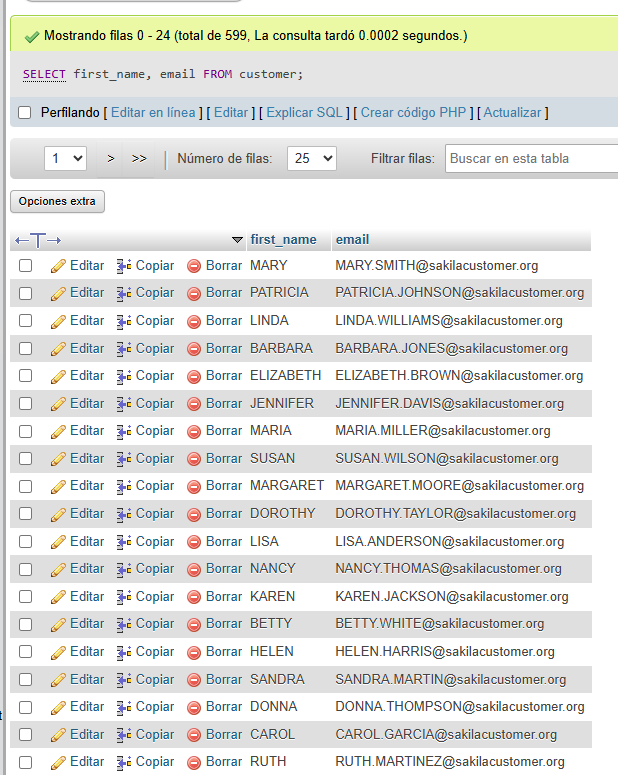 Mostrando filas 0 - 24 (total de 599, La consulta tardó 0.0002 segundos.)
SELECT first_name, email FROM customer;
Perfilando [ Editar en línea ] [ Editar ] [ Explicar SQL ] [ Crear código PHP ] [ Actualizar ]
1 > >> | Número de filas: 25 Filtrar filas: Buscar en esta tabla
Opciones extra
←T→ first_name email
Editar Copiar Borrar MARY MARY.SMITH@sakilacustomer.org
Editar Copiar Borrar PATRICIA PATRICIA.JOHNSON@sakilacustomer.org
Editar Copiar Borrar LINDA LINDA.WILLIAMS@sakilacustomer.org
Editar Copiar Borrar BARBARA BARBARA.JONES@sakilacustomer.org
Editar Copiar Borrar ELIZABETH ELIZABETH.BROWN@sakilacustomer.org
Editar Copiar Borrar JENNIFER JENNIFER.DAVIS@sakilacustomer.org
Editar Copiar Borrar MARIA MARIA.MILLER@sakilacustomer.org
Editar Copiar Borrar SUSAN SUSAN.WILSON@sakilacustomer.org
Editar Copiar Borrar MARGARET MARGARET.MOORE@sakilacustomer.org
Editar Copiar Borrar DOROTHY DOROTHY.TAYLOR@sakilacustomer.org
Editar Copiar Borrar LISA LISA.ANDERSON@sakilacustomer.org
Editar Copiar Borrar NANCY NANCY.THOMAS@sakilacustomer.org
Editar Copiar Borrar KAREN KAREN.JACKSON@sakilacustomer.org
Editar Copiar Borrar BETTY BETTY.WHITE@sakilacustomer.org
Editar Copiar Borrar HELEN HELEN.HARRIS@sakilacustomer.org
Editar Copiar Borrar SANDRA SANDRA.MARTIN@sakilacustomer.org
Editar Copiar Borrar DONNA DONNA.THOMPSON@sakilacustomer.org
Editar Copiar Borrar CAROL CAROL.GARCIA@sakilacustomer.org
Editar Copiar Borrar RUTH RUTH.MARTINEZ@sakilacustomer.org